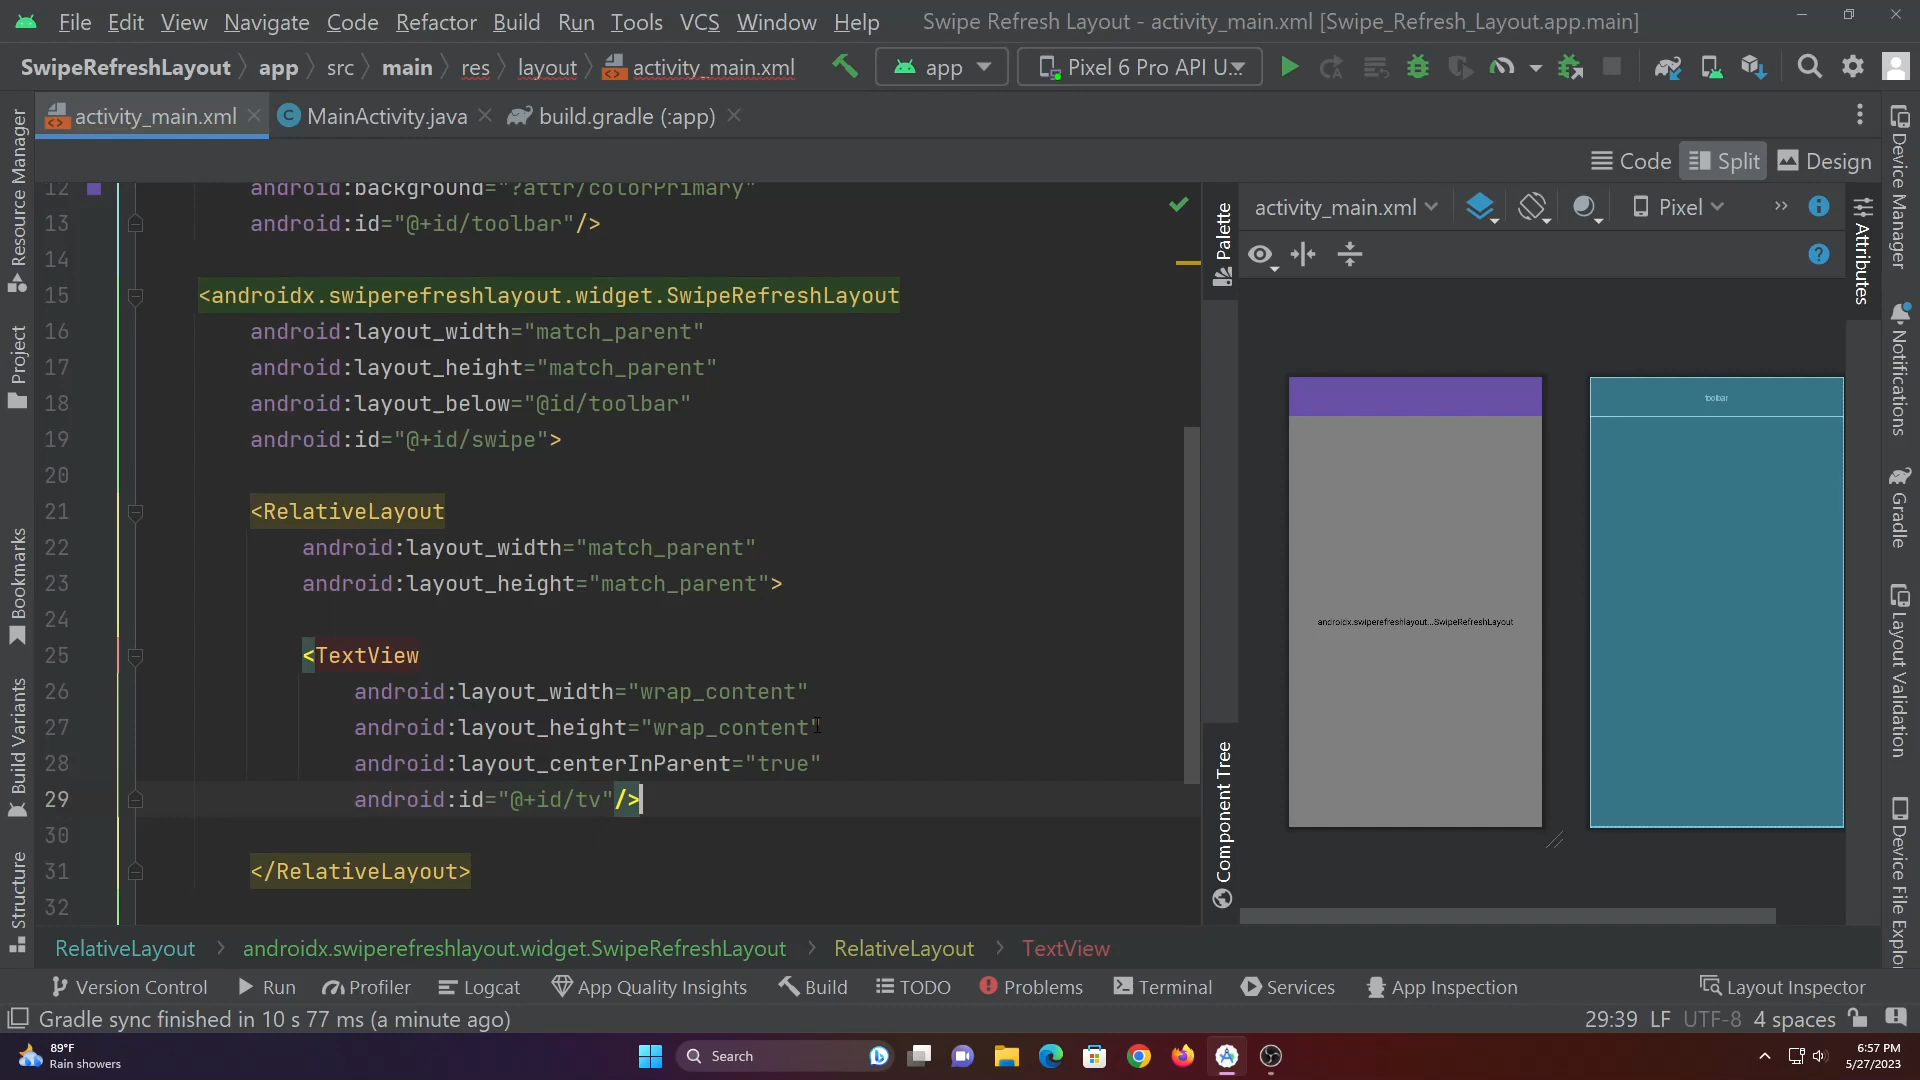 File Edit View Navigate Code Refactor Build Run Tools VCS Window Help Swipe Refresh Layout - activity_main.xml [Swipe_Refresh_Layout.app.main]
SwipeRefreshLayout app src main res layout activity_main.xml app Pixel 6 Pro API U...
activity_main.xml MainActivity.java build.gradle (:app)
Code Split Design
Resource Manager
Project
Bookmarks
Build Variants
Structure
12 android:background="?attr/colorPrimary"
13 android:id="@+id/toolbar"/>
14
15 <androidx.swiperefreshlayout.widget.SwipeRefreshLayout
16 android:layout_width="match_parent"
17 android:layout_height="match_parent"
18 android:layout_below="@id/toolbar"
19 android:id="@+id/swipe">
20
21 <RelativeLayout
22 android:layout_width="match_parent"
23 android:layout_height="match_parent">
24
25 <TextView
26 android:layout_width="wrap_content"
27 android:layout_height="wrap_content"
28 android:layout_centerInParent="true"
29 android:id="@+id/tv"/>
30
31 </RelativeLayout>
32
Palette
Component Tree
activity_main.xml Pixel
toolbar
androidx.swiperefreshlayout...SwipeRefreshLayout
Attributes
Device Manager
Notifications
Gradle
Layout Validation
Device File Explo
RelativeLayout androidx.swiperefreshlayout.widget.SwipeRefreshLayout RelativeLayout TextView
Version Control Run Profiler Logcat App Quality Insights Build TODO Problems Terminal Services App Inspection Layout Inspector
Gradle sync finished in 10 s 77 ms (a minute ago) 29:39 LF UTF-8 4 spaces
89°F
Rain showers
Search
6:57 PM
5/27/2023